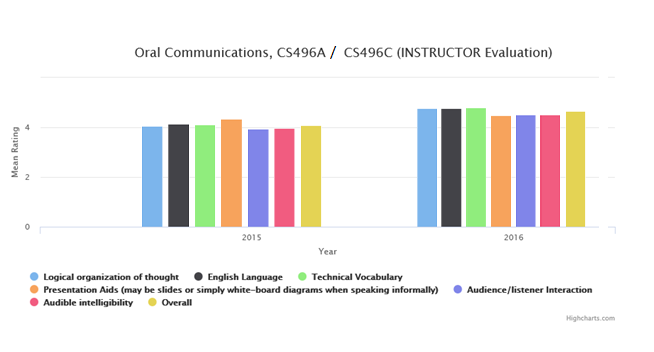 Oral Communications, CS496A / CS496C (INSTRUCTOR Evaluation)
Mean Rating
4
2
0
2015 2016
Year
Logical organization of thought English Language Technical Vocabulary
Presentation Aids (may be slides or simply white-board diagrams when speaking informally) Audience/listener Interaction
Audible intelligibility Overall
Highcharts.com